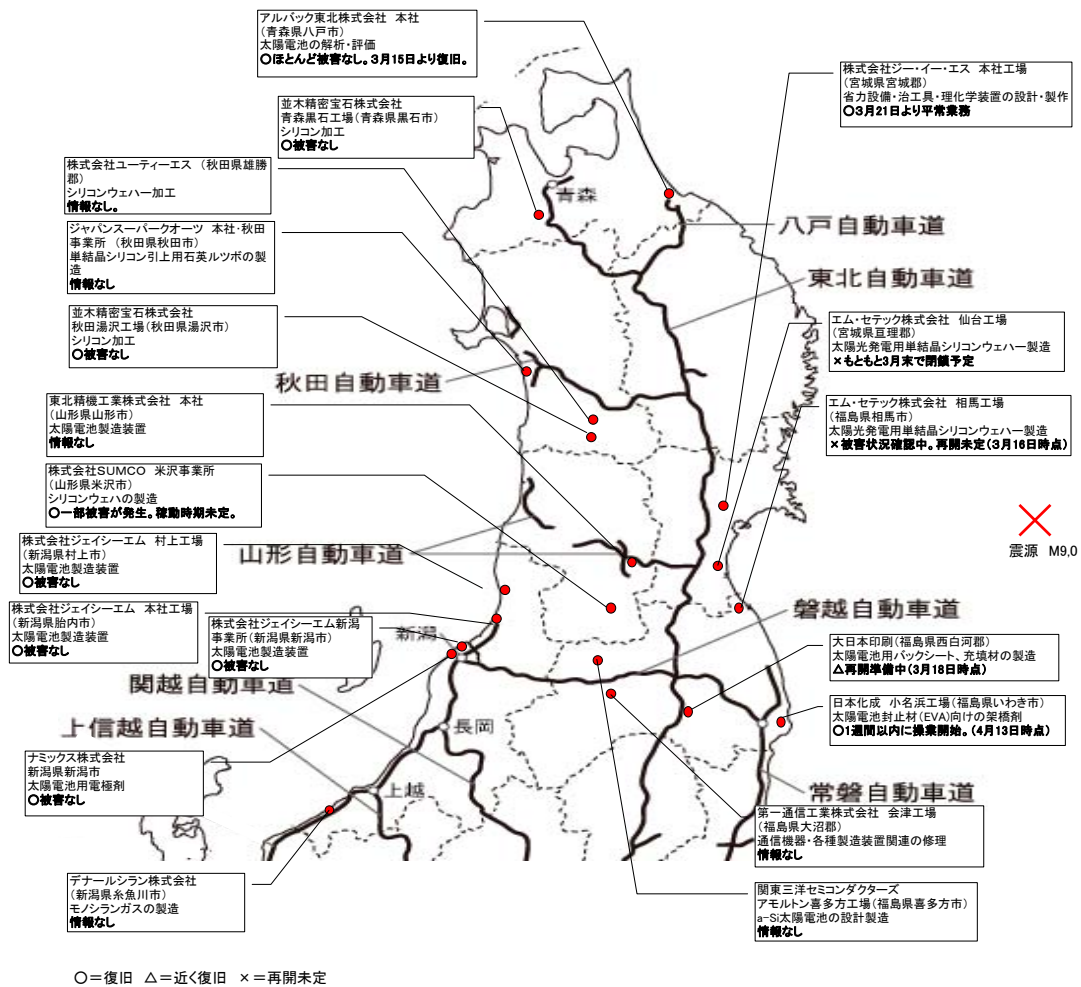 アルバック東北株式会社 本社
(青森県八戸市)
太陽電池の解析・評価
○ほとんど被害なし。3月15日より復旧。
株式会社ジー・イー・エス 本社工場
(宮城県宮城郡)
省力設備・治工具・理化学装置の設計・製作
○3月21日より平常業務
並木精密宝石株式会社
青森黒石工場(青森県黒石市)
シリコン加工
○被害なし
株式会社ユーティーエス (秋田県雄勝
郡)
シリコンウェハー加工
情報なし。
ジャパンスーパークオーツ 本社・秋田
事業所 (秋田県秋田市)
単結晶シリコン引上用石英ルツボの製
造
情報なし
並木精密宝石株式会社
秋田湯沢工場(秋田県湯沢市)
シリコン加工
○被害なし
東北精機工業株式会社 本社
(山形県山形市)
太陽電池製造装置
情報なし
株式会社SUMCO 米沢事業所
(山形県米沢市)
シリコンウェハの製造
○一部被害が発生。稼動時期未定。
株式会社ジェイシーエム 村上工場
(新潟県村上市)
太陽電池製造装置
○被害なし
株式会社ジェイシーエム 本社工場
(新潟県胎内市)
太陽電池製造装置
○被害なし
株式会社ジェイシーエム新潟
事業所(新潟県新潟市)
太陽電池製造装置
○被害なし
ナミックス株式会社
新潟県新潟市
太陽電池用電極剤
○被害なし
デナールシラン株式会社
(新潟県糸魚川市)
モノシランガスの製造
情報なし
エム・セテック株式会社 仙台工場
(宮城県亘理郡)
太陽光発電用単結晶シリコンウェハー製造
×もともと3月末で閉鎖予定
エム・セテック株式会社 相馬工場
(福島県相馬市)
太陽光発電用単結晶シリコンウェハー製造
×被害状況確認中。再開未定(3月16日時点)
震源 M9,0
大日本印刷(福島県西白河郡)
太陽電池用バックシート、充填材の製造
△再開準備中(3月18日時点)
日本化成 小名浜工場(福島県いわき市)
太陽電池封止材(EVA)向けの架橋剤
○1週間以内に操業開始。(4月13日時点)
第一通信工業株式会社 会津工場
(福島県大沼郡)
通信機器・各種製造装置関連の修理
情報なし
関東三洋セミコンダクターズ
アモルトン喜多方工場(福島県喜多方市)
a-Si太陽電池の設計製造
情報なし
青森
八戸自動車道
東北自動車道
秋田自動車道
山形自動車道
磐越自動車道
新潟
関越自動車道
上信越自動車道
長岡
上越
常磐自動車道
○=復旧 △=近く復旧 ×=再開未定